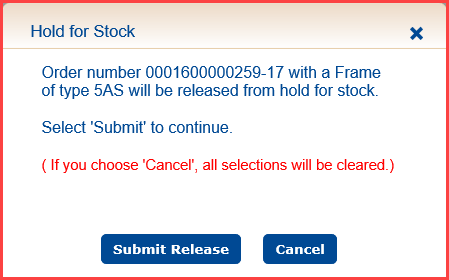 Hold for Stock
Order number 0001600000259-17 with a Frame
of type 5AS will be released from hold for stock.
Select 'Submit' to continue.
( If you choose 'Cancel', all selections will be cleared.)
Submit Release
Cancel